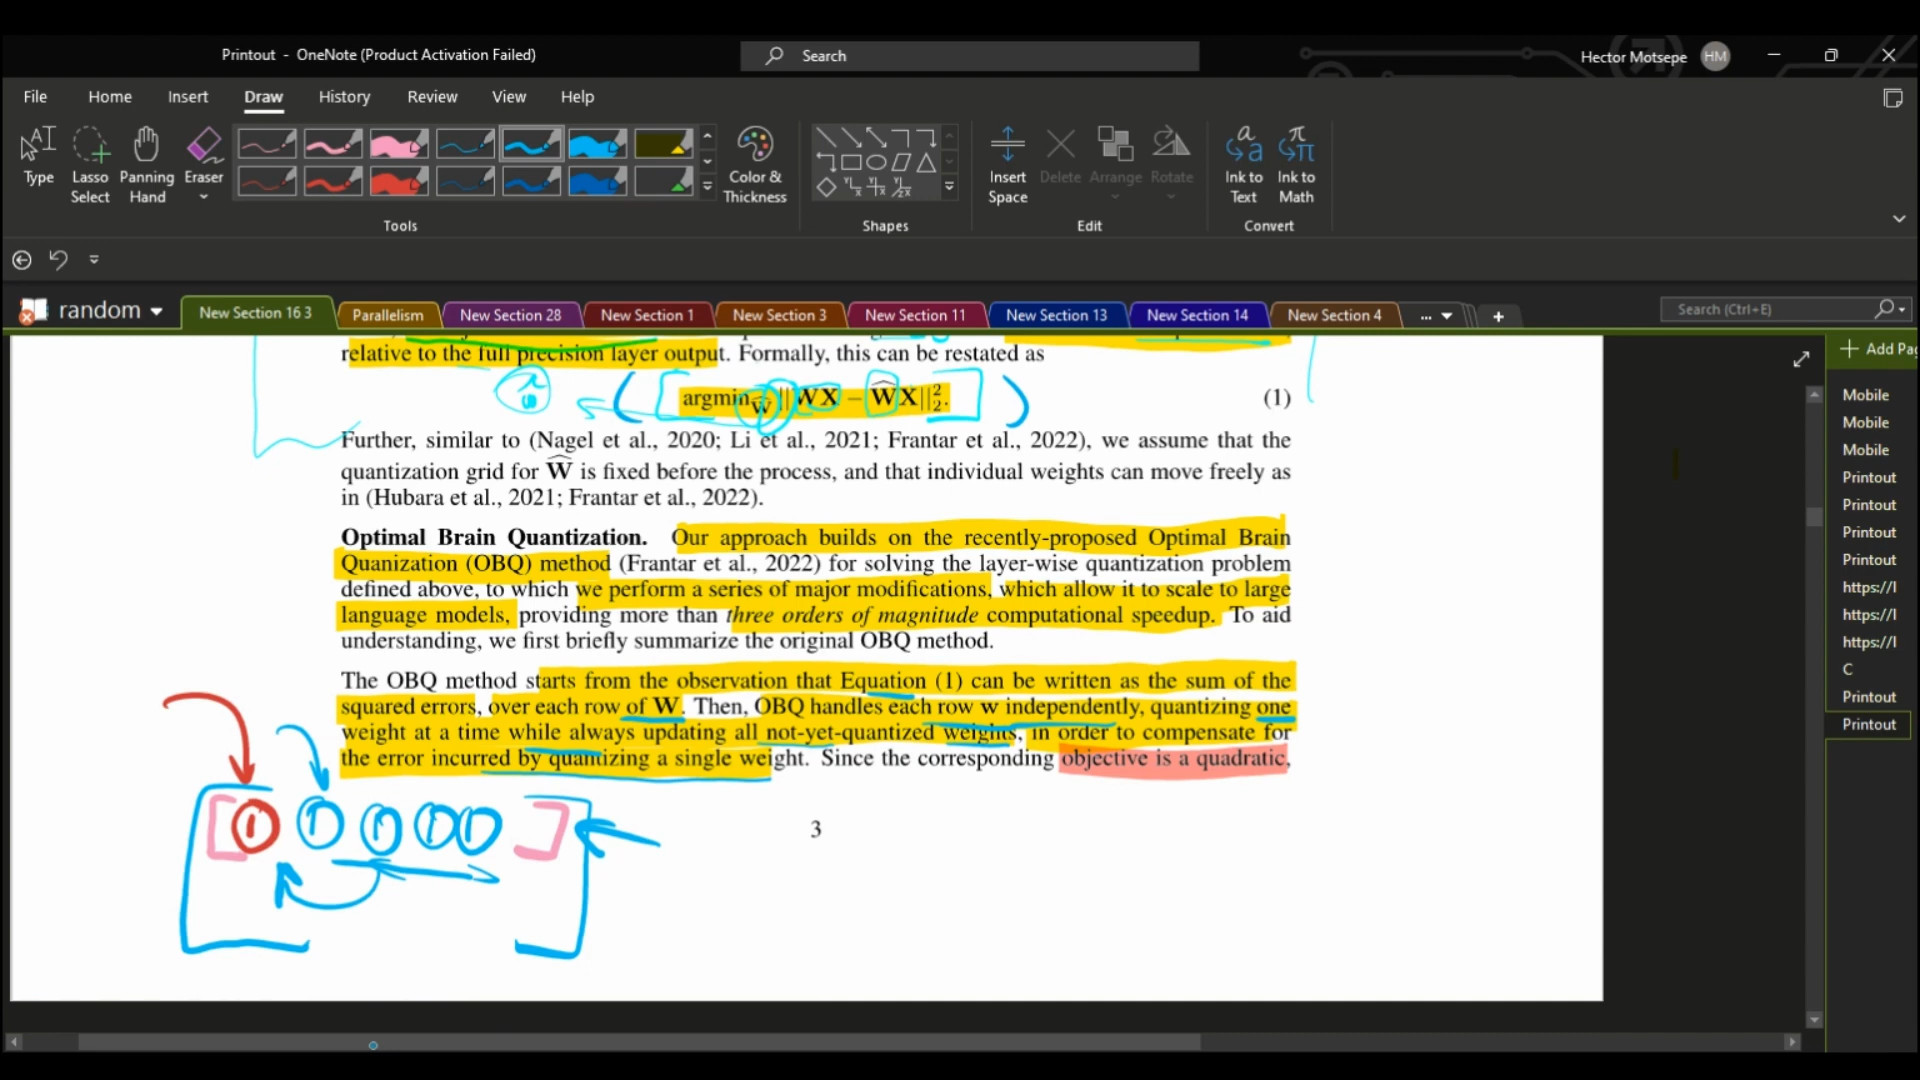 Printout - OneNote (Product Activation Failed)
Search
Hector Motsepe
HM
File Home Insert Draw History Review View Help
Type
Lasso Select
Panning Hand
Eraser
Color & Thickness
Insert Space
Delete
Arrange
Rotate
Ink to Text
Ink to Math
Tools
Shapes
Edit
Convert
random
New Section 16 3
Parallelism
New Section 28
New Section 1
New Section 3
New Section 11
New Section 13
New Section 14
New Section 4
...
Search (Ctrl+E)
relative to the full precision layer output. Formally, this can be restated as
argmin_Ŵ ||WX − ŴX||₂². (1)
Further, similar to (Nagel et al., 2020; Li et al., 2021; Frantar et al., 2022), we assume that the
quantization grid for Ŵ is fixed before the process, and that individual weights can move freely as
in (Hubara et al., 2021; Frantar et al., 2022).
Optimal Brain Quantization. Our approach builds on the recently-proposed Optimal Brain
Quanization (OBQ) method (Frantar et al., 2022) for solving the layer-wise quantization problem
defined above, to which we perform a series of major modifications, which allow it to scale to large
language models, providing more than three orders of magnitude computational speedup. To aid
understanding, we first briefly summarize the original OBQ method.
The OBQ method starts from the observation that Equation (1) can be written as the sum of the
squared errors, over each row of W. Then, OBQ handles each row w independently, quantizing one
weight at a time while always updating all not-yet-quantized weights, in order to compensate for
the error incurred by quantizing a single weight. Since the corresponding objective is a quadratic,
3
Add Pag
Mobile
Mobile
Mobile
Printout
Printout
Printout
Printout
https://l
https://l
https://l
C
Printout
Printout